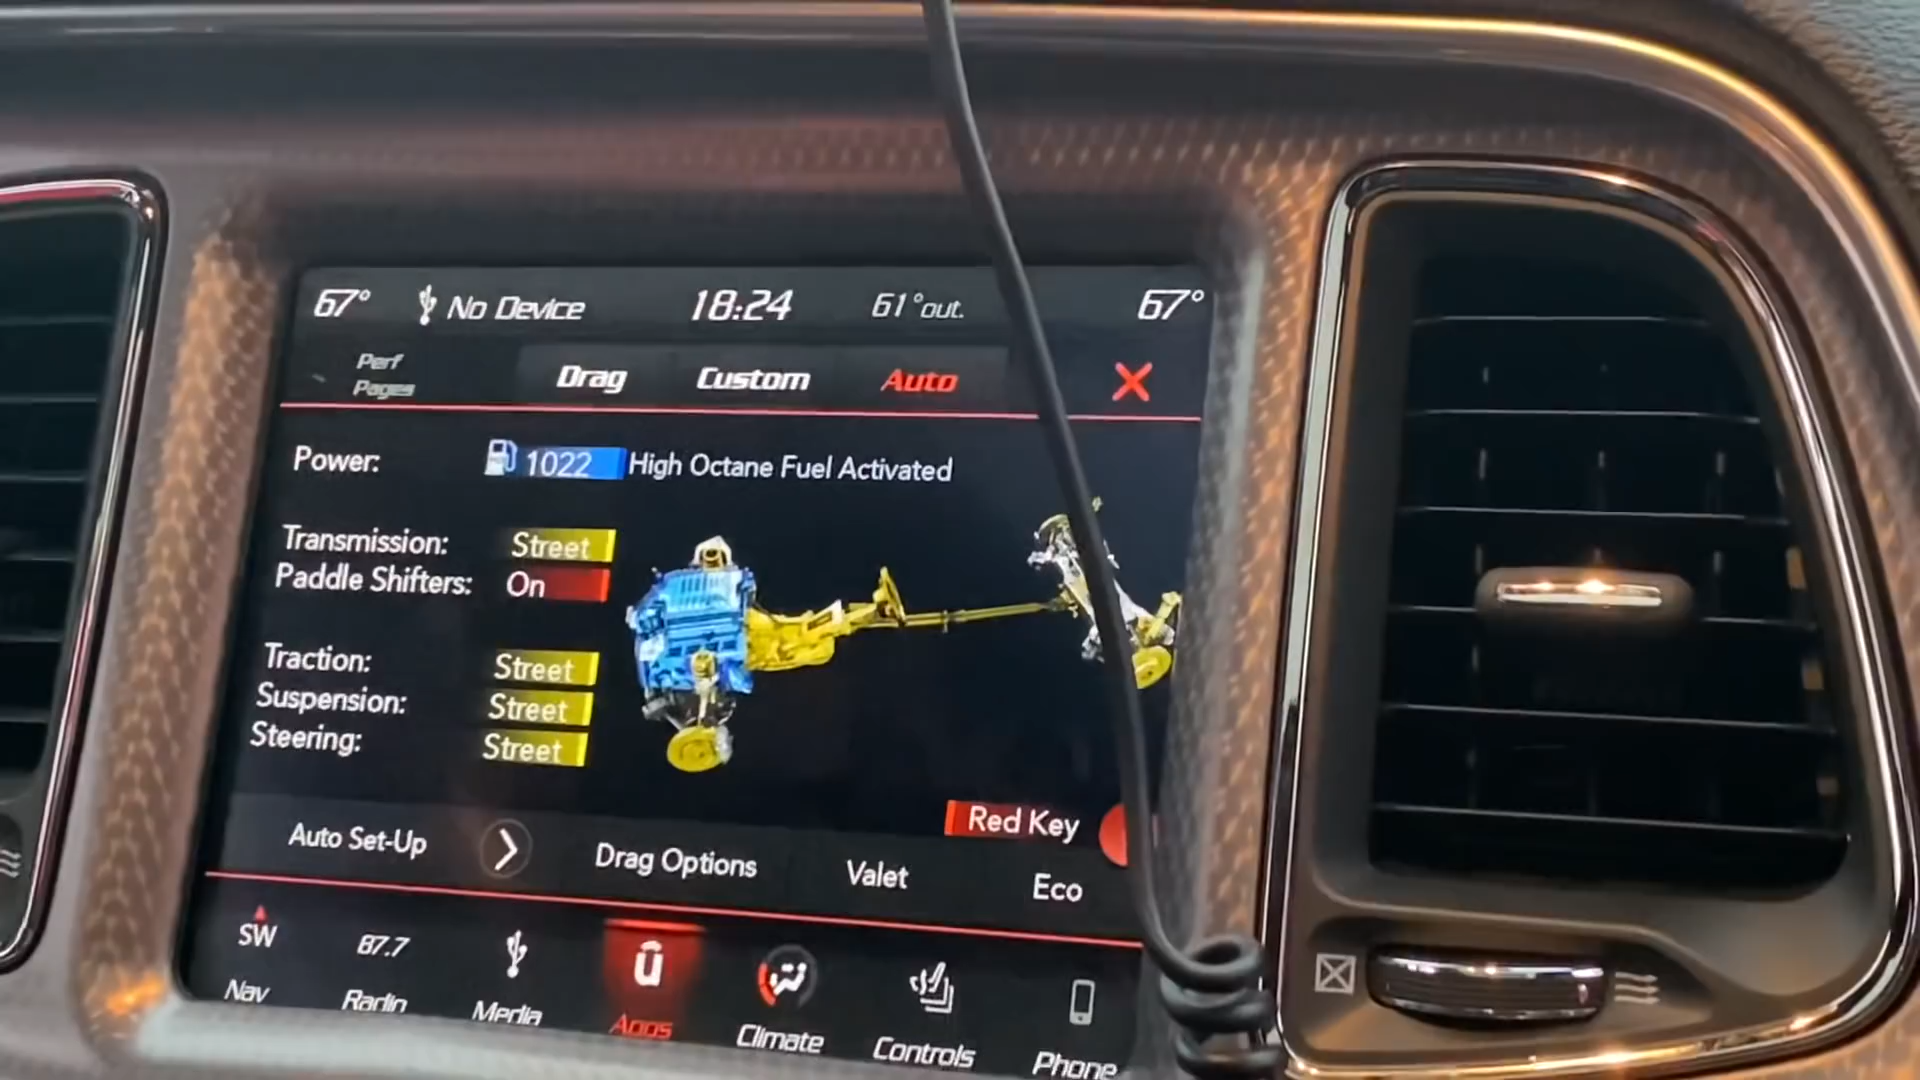 67° No Device 18:24 61°out. 67°
Perf Pages Drag Custom Auto
Power: 1022 High Octane Fuel Activated
Transmission: Street
Paddle Shifters: On
Traction: Street
Suspension: Street
Steering: Street
Red Key
Auto Set-Up Drag Options Valet Eco
SW 87.7
Nav Radio Media Apps Climate Controls Phone